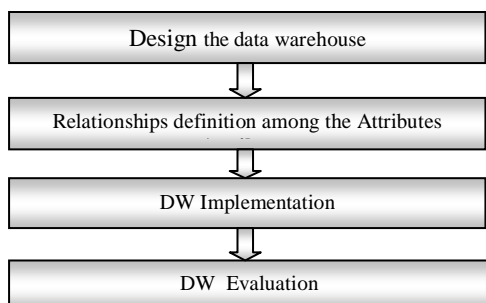 Design the data warehouse
Relationships definition among the Attributes
DW Implementation
DW Evaluation